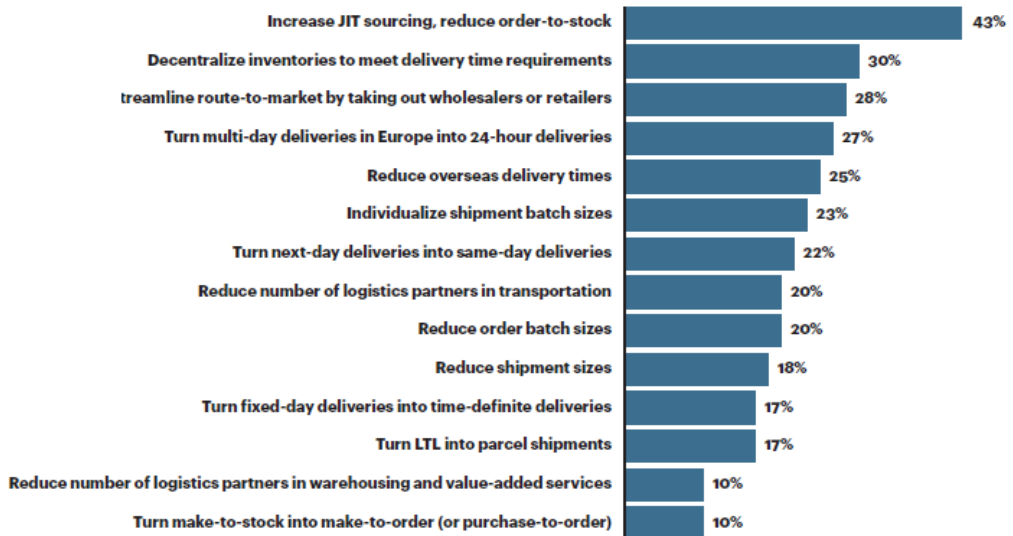 Increase JIT sourcing, reduce order-to-stock 43%
Decentralize inventories to meet delivery time requirements 30%
treamline route-to-market by taking out wholesalers or retailers 28%
Turn multi-day deliveries in Europe into 24-hour deliveries 27%
Reduce overseas delivery times 25%
Individualize shipment batch sizes 23%
Turn next-day deliveries into same-day deliveries 22%
Reduce number of logistics partners in transportation 20%
Reduce order batch sizes 20%
Reduce shipment sizes 18%
Turn fixed-day deliveries into time-definite deliveries 17%
Turn LTL into parcel shipments 17%
Reduce number of logistics partners in warehousing and value-added services 10%
Turn make-to-stock into make-to-order (or purchase-to-order) 10%